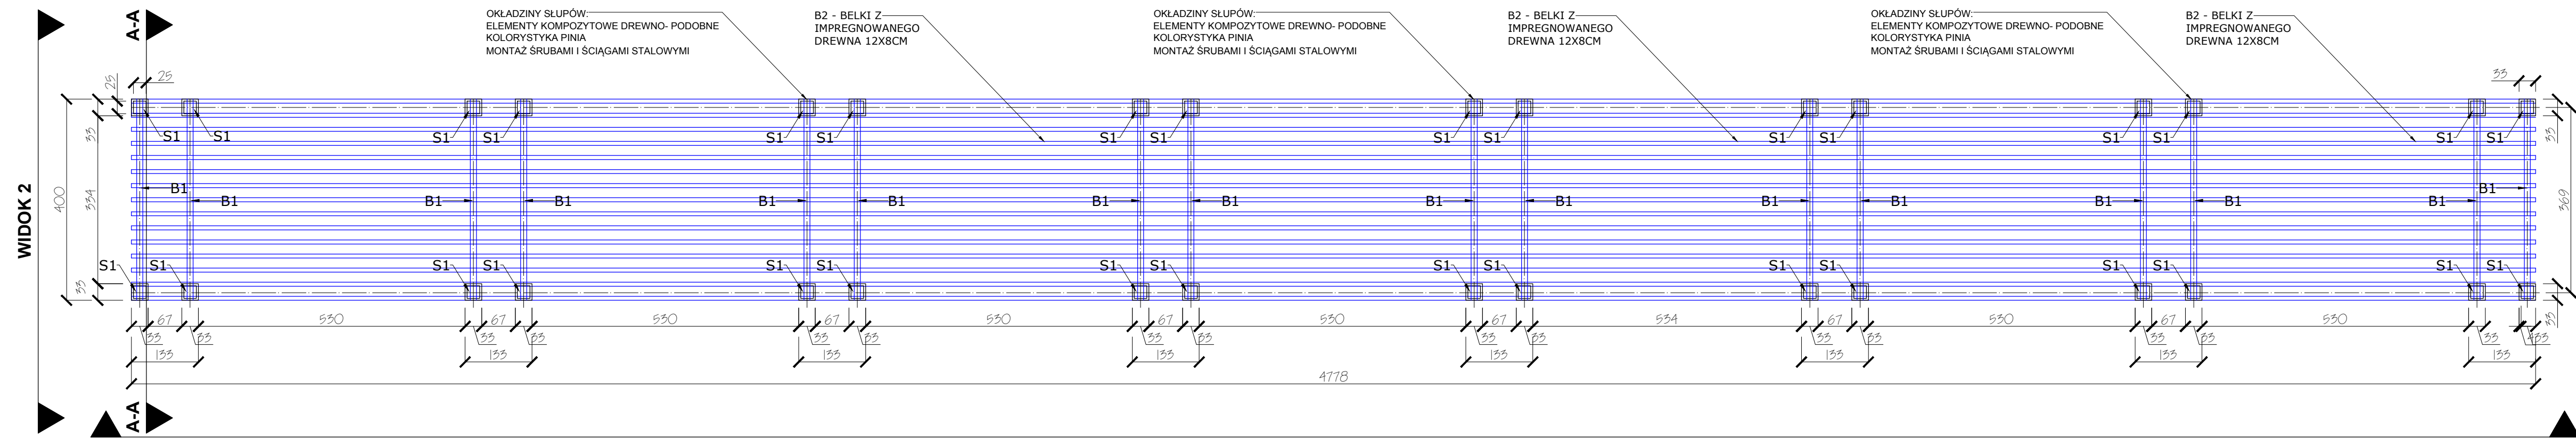 A-A
OKŁADZINY SŁUPÓW:
ELEMENTY KOMPOZYTOWE DREWNO- PODOBNE
KOLORYSTYKA PINIA
MONTAŻ ŚRUBAMI I ŚCIĄGAMI STALOWYMI
B2 - BELKI Z
IMPREGNOWANEGO
DREWNA 12X8CM
OKŁADZINY SŁUPÓW:
ELEMENTY KOMPOZYTOWE DREWNO- PODOBNE
KOLORYSTYKA PINIA
MONTAŻ ŚRUBAMI I ŚCIĄGAMI STALOWYMI
B2 - BELKI Z
IMPREGNOWANEGO
DREWNA 12X8CM
OKŁADZINY SŁUPÓW:
ELEMENTY KOMPOZYTOWE DREWNO- PODOBNE
KOLORYSTYKA PINIA
MONTAŻ ŚRUBAMI I ŚCIĄGAMI STALOWYMI
B2 - BELKI Z
IMPREGNOWANEGO
DREWNA 12X8CM
25 25 33
S1 S1 S1 S1 S1 S1 S1 S1 S1 S1 S1 S1 S1 S1 S1 S1
33 33
WIDOK 2
400 334 369
B1 B1
B1 B1 B1 B1 B1 B1 B1 B1 B1 B1 B1 B1 B1 B1
S1 S1 S1 S1 S1 S1 S1 S1 S1 S1 S1 S1 S1 S1 S1 S1
33 33
67 530 67 530 67 530 67 530 67 534 67 530 67 530
33 33 33 33 33 33 33 33 33 33 33 33 33 33 33 33
133 133 133 133 133 133 133 133
4778
A-A